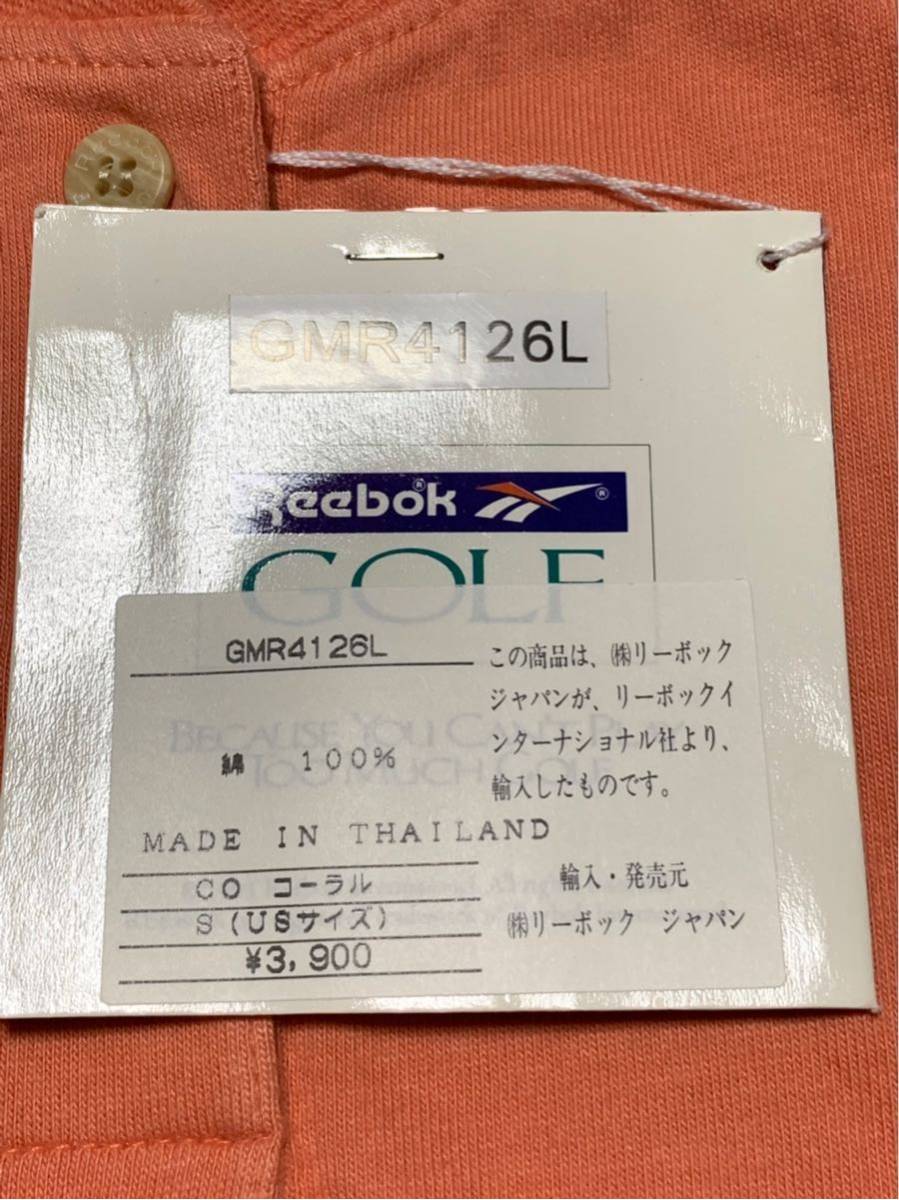 GMR4126L
Reebok
GOLF
GMR4126L
綿 100%
MADE IN THAILAND
CO コーラル
S(USサイズ)
¥3,900
この商品は、㈱リーボック
ジャパンが、リーボックイ
ンターナショナル社より、
輸入したものです。
輸入・発売元
㈱リーボック ジャパン
BECAUSE YOU CAN'T PLAY
TOO MUCH GOLF